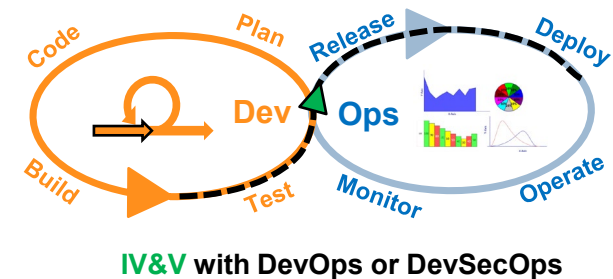 Code
Plan
Release
Deploy
Dev
Ops
Build
Test
Monitor
Operate
IV&V with DevOps or DevSecOps